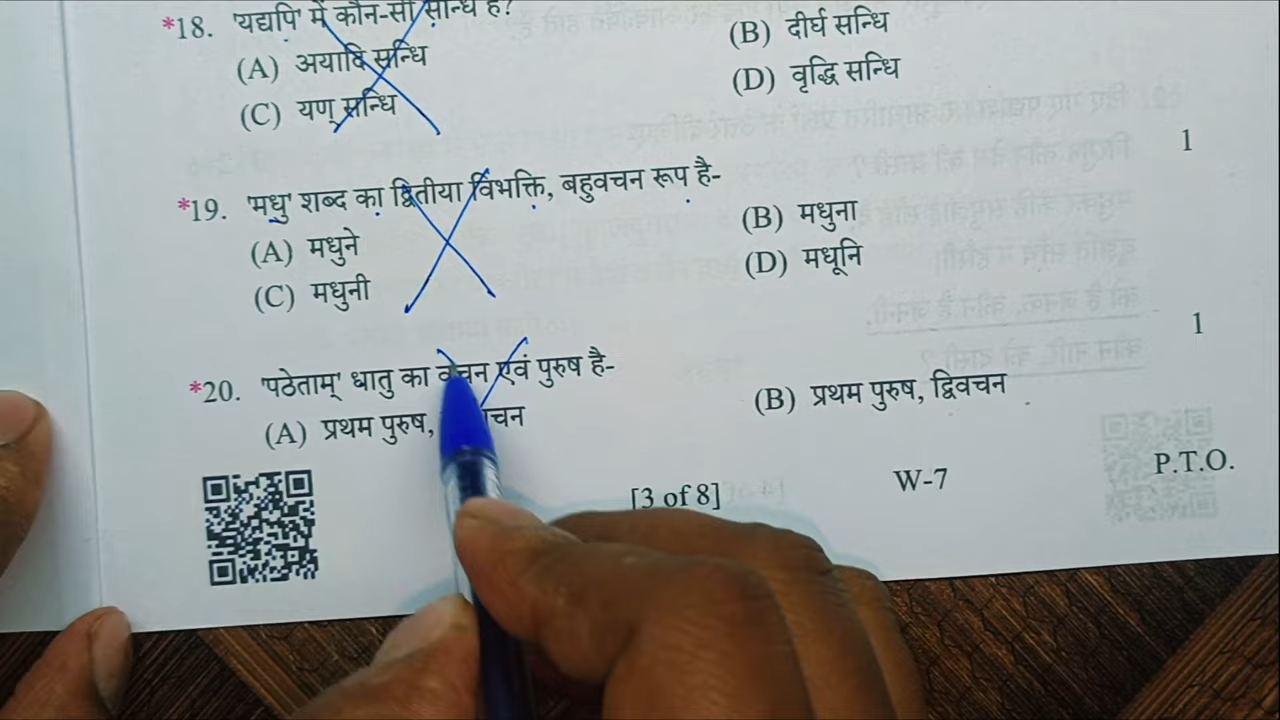 *18. 'यद्यपि' में कौन-सी सन्धि है?
(A) अयादि सन्धि (B) दीर्घ सन्धि
(C) यण् सन्धि (D) वृद्धि सन्धि
1
*19. 'मधु' शब्द का द्वितीया विभक्ति, बहुवचन रूप है-
(A) मधुने (B) मधुना
(C) मधुनी (D) मधूनि
1
*20. 'पठेताम्' धातु का वचन एवं पुरुष है-
(A) प्रथम पुरुष, (B) प्रथम पुरुष, द्विवचन
[3 of 8] W-7 P.T.O.